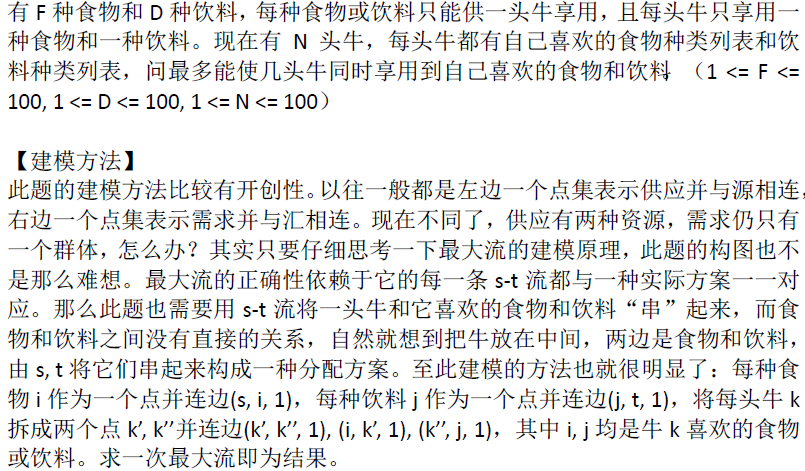 有 F 种食物和 D 种饮料，每种食物或饮料只能供一头牛享用，且每头牛只享用一
种食物和一种饮料。现在有 N 头牛，每头牛都有自己喜欢的食物种类列表和饮
料种类列表，问最多能使几头牛同时享用到自己喜欢的食物和饮料。（1 <= F <=
100, 1 <= D <= 100, 1 <= N <= 100）
【建模方法】
此题的建模方法比较有开创性。以往一般都是左边一个点集表示供应并与源相连，
右边一个点集表示需求并与汇相连。现在不同了，供应有两种资源，需求仍只有
一个群体，怎么办？其实只要仔细思考一下最大流的建模原理，此题的构图也不
是那么难想。最大流的正确性依赖于它的每一条 s-t 流都与一种实际方案一一对
应。那么此题也需要用 s-t 流将一头牛和它喜欢的食物和饮料“串”起来，而食
物和饮料之间没有直接的关系，自然就想到把牛放在中间，两边是食物和饮料，
由 s, t 将它们串起来构成一种分配方案。至此建模的方法也就很明显了：每种食
物 i 作为一个点并连边(s, i, 1)，每种饮料 j 作为一个点并连边(j, t, 1)，将每头牛 k
拆成两个点 k’, k’’并连边(k’, k’’, 1), (i, k’, 1), (k’’, j, 1)，其中 i, j 均是牛 k 喜欢的食物
或饮料。求一次最大流即为结果。